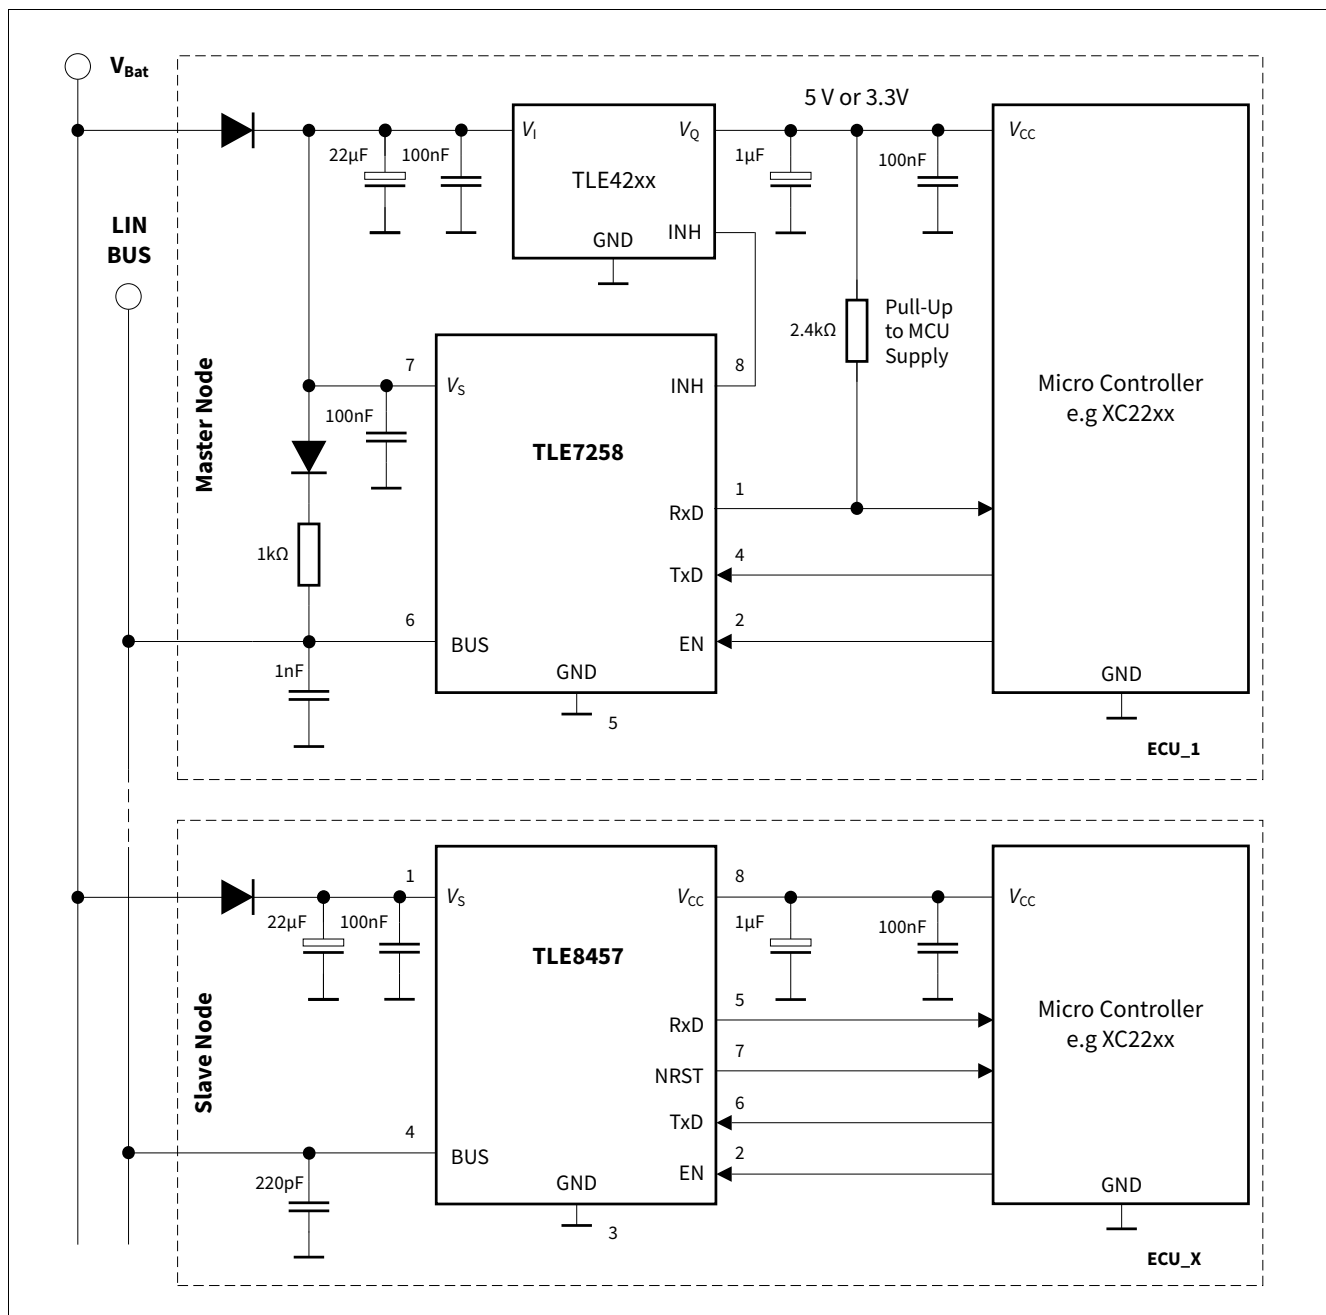 V_Bat
5 V or 3.3V
V_I
V_Q
V_CC
22µF
100nF
1µF
100nF
TLE42xx
LIN
BUS
INH
GND
Pull-Up
to MCU
Supply
2.4kΩ
7
8
V_S
INH
Micro Controller
e.g XC22xx
100nF
Master Node
TLE7258
1
RxD
1kΩ
4
TxD
6
2
BUS
EN
1nF
GND
GND
5
ECU_1
1
8
V_S
V_CC
V_CC
22µF
100nF
1µF
100nF
TLE8457
5
RxD
Micro Controller
e.g XC22xx
Slave Node
7
NRST
6
TxD
4
2
BUS
EN
220pF
GND
GND
3
ECU_X